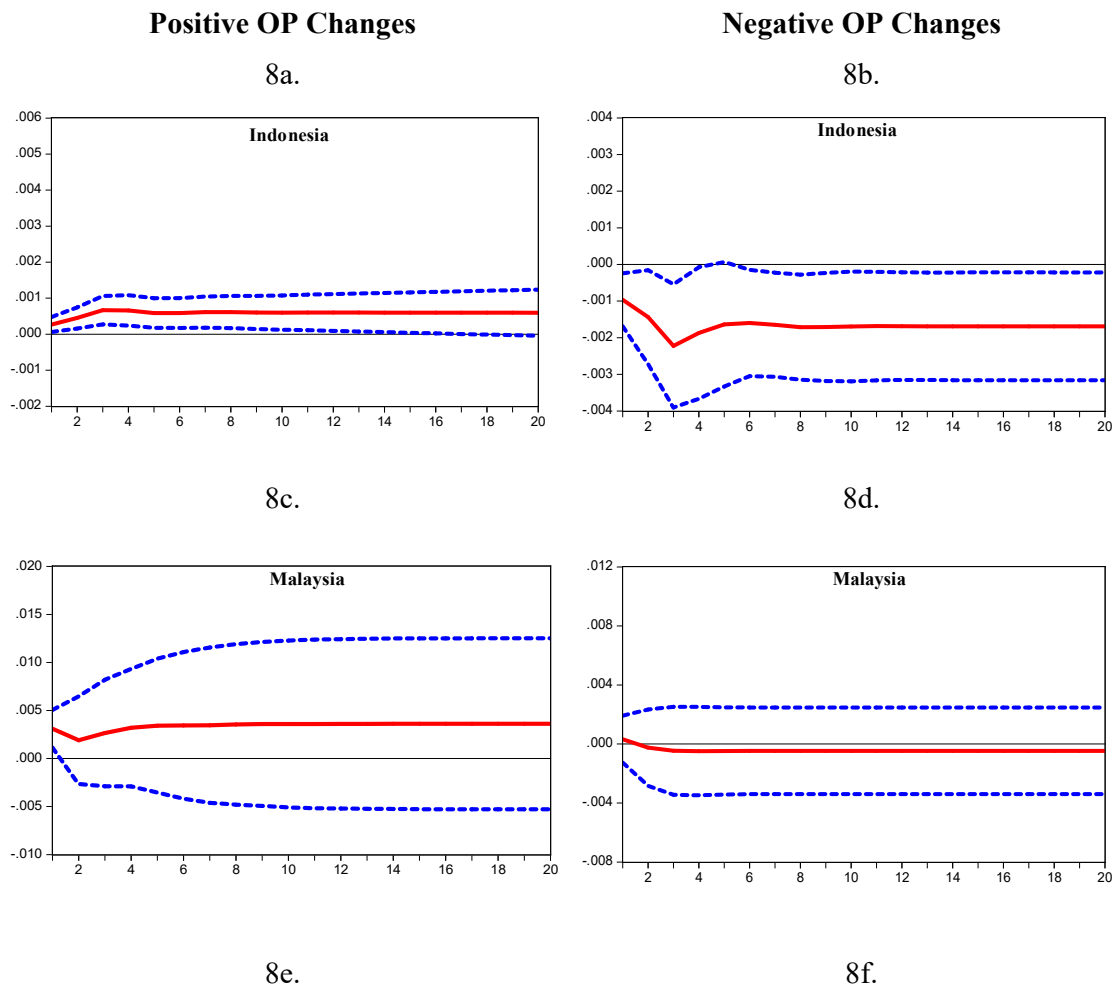 Positive OP Changes
Negative OP Changes
8a.
8b.
Indonesia
.006
.005
.004
.003
.002
.001
.000
-.001
-.002
2 4 6 8 10 12 14 16 18 20
Indonesia
.004
.003
.002
.001
.000
-.001
-.002
-.003
-.004
2 4 6 8 10 12 14 16 18 20
8c.
8d.
Malaysia
.020
.015
.010
.005
.000
-.005
-.010
2 4 6 8 10 12 14 16 18 20
Malaysia
.012
.008
.004
.000
-.004
-.008
2 4 6 8 10 12 14 16 18 20
8e.
8f.